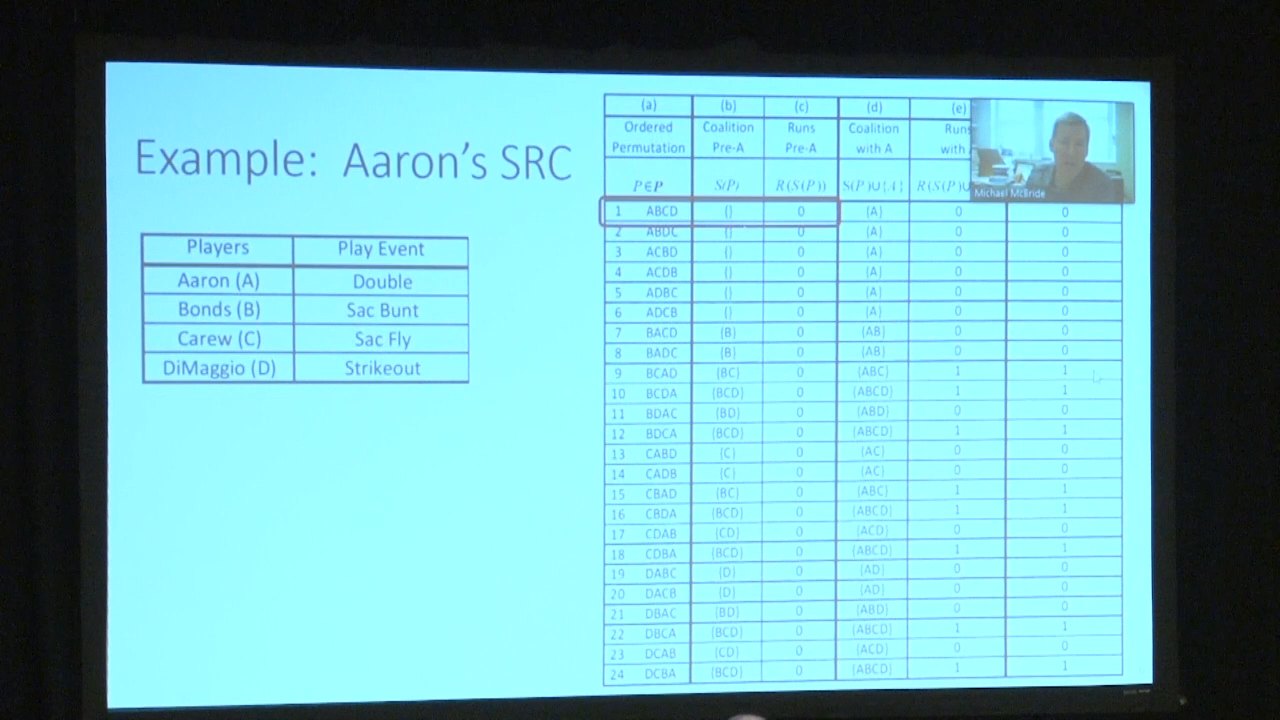 Example: Aaron's SRC
Players Play Event
Aaron (A) Double
Bonds (B) Sac Bunt
Carew (C) Sac Fly
DiMaggio (D) Strikeout
(a) (b) (c) (d) (e)
Ordered Coalition Runs Coalition Runs
Permutation Pre-A Pre-A with A with
P∈P S(P) R(S(P)) S(P)∪{A} R(S(P)∪
Michael McBride
1 ABCD {} 0 {A} 0 0
2 ABDC {} 0 {A} 0 0
3 ACBD {} 0 {A} 0 0
4 ACDB {} 0 {A} 0 0
5 ADBC {} 0 {A} 0 0
6 ADCB {} 0 {A} 0 0
7 BACD {B} 0 {AB} 0 0
8 BADC {B} 0 {AB} 0 0
9 BCAD {BC} 0 {ABC} 1 1
10 BCDA {BCD} 0 {ABCD} 1 1
11 BDAC {BD} 0 {ABD} 0 0
12 BDCA {BCD} 0 {ABCD} 1 1
13 CABD {C} 0 {AC} 0 0
14 CADB {C} 0 {AC} 0 0
15 CBAD {BC} 0 {ABC} 1 1
16 CBDA {BCD} 0 {ABCD} 1 1
17 CDAB {CD} 0 {ACD} 0 0
18 CDBA {BCD} 0 {ABCD} 1 1
19 DABC {D} 0 {AD} 0 0
20 DACB {D} 0 {AD} 0 0
21 DBAC {BD} 0 {ABD} 0 0
22 DBCA {BCD} 0 {ABCD} 1 1
23 DCAB {CD} 0 {ACD} 0 0
24 DCBA {BCD} 0 {ABCD} 1 1